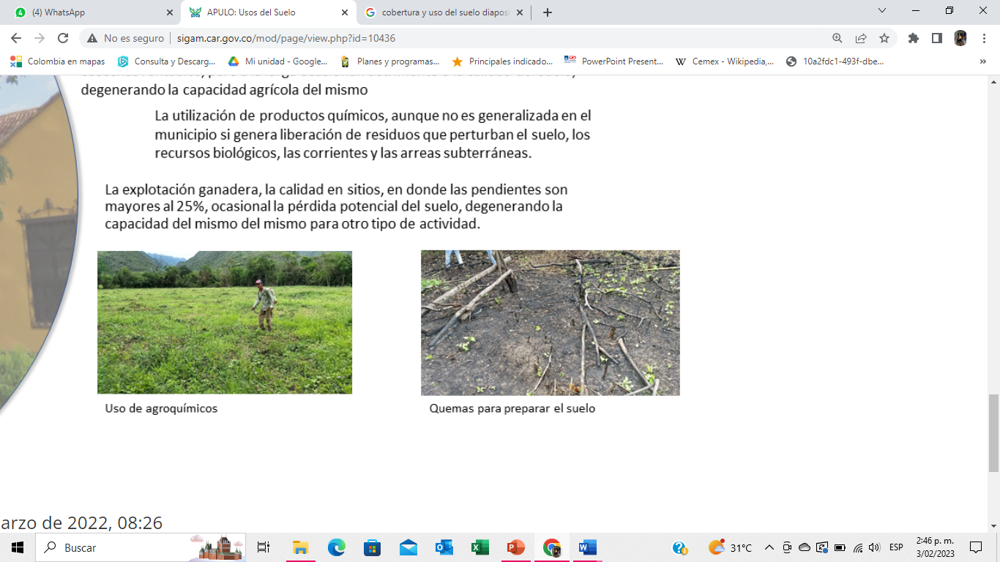 (4) WhatsApp
APULO: Usos del Suelo
cobertura y uso del suelo diapos
No es seguro
sigam.car.gov.co/mod/page/view.php?id=10436
Colombia en mapas
Consulta y Descarg...
Mi unidad - Google...
Planes y programas...
Principales indicado...
PowerPoint Present...
Cemex - Wikipedia,...
10a2fdc1-493f-dbe...
degenerando la capacidad agrícola del mismo
La utilización de productos químicos, aunque no es generalizada en el
municipio si genera liberación de residuos que perturban el suelo, los
recursos biológicos, las corrientes y las arreas subterráneas.
La explotación ganadera, la calidad en sitios, en donde las pendientes son
mayores al 25%, ocasional la pérdida potencial del suelo, degenerando la
capacidad del mismo del mismo para otro tipo de actividad.
Uso de agroquímicos
Quemas para preparar el suelo
arzo de 2022, 08:26
Buscar
31°C
ESP
2:46 p. m.
3/02/2023